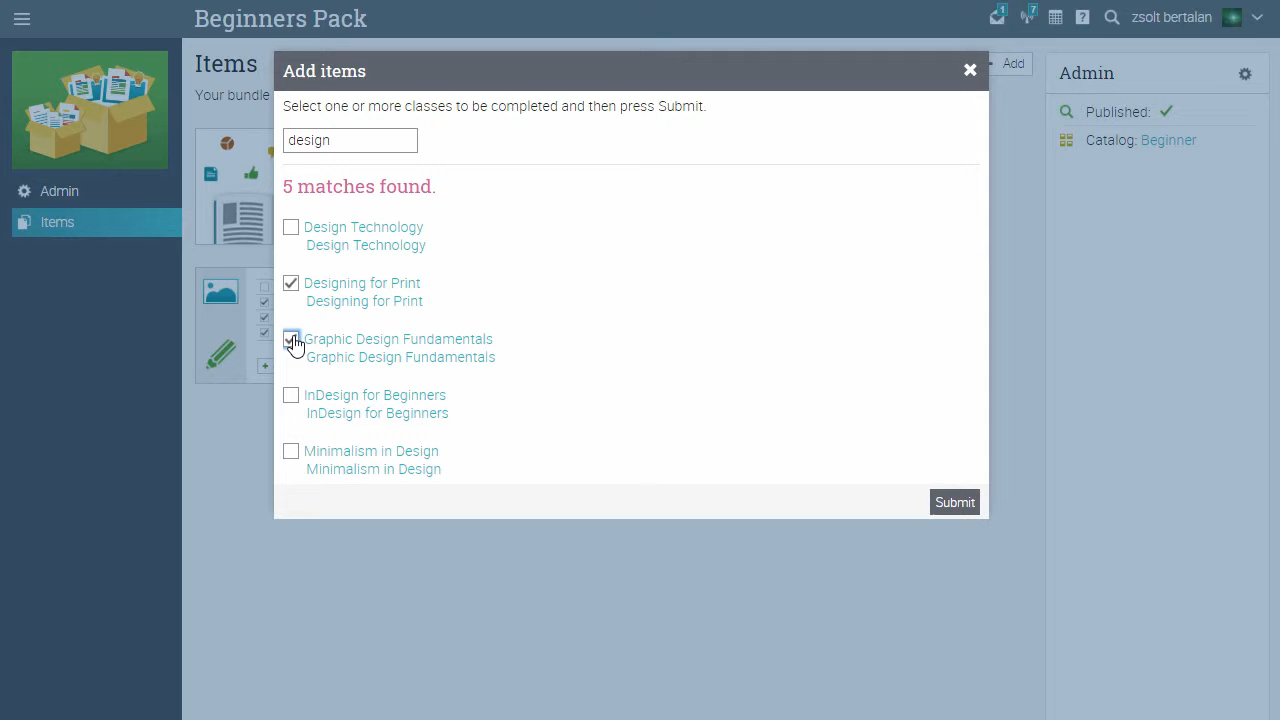 Beginners Pack
1
7
zsolt bertalan
Items
Add
Your bundle
Admin
Items
Add items
Select one or more classes to be completed and then press Submit.
design
5 matches found.
Design Technology
Design Technology
Designing for Print
Designing for Print
Graphic Design Fundamentals
Graphic Design Fundamentals
InDesign for Beginners
InDesign for Beginners
Minimalism in Design
Minimalism in Design
Submit
Admin
Published:
Catalog: Beginner